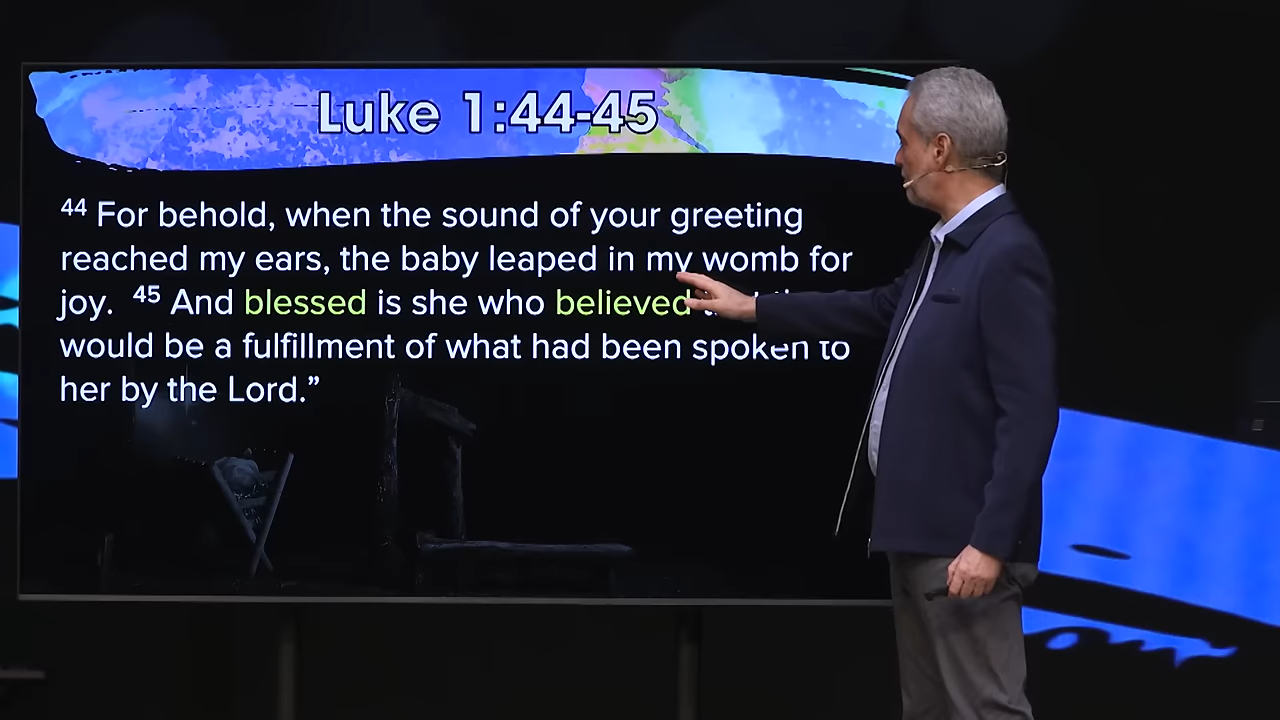 Luke 1:44-45
⁴⁴ For behold, when the sound of your greeting
reached my ears, the baby leaped in my womb for
joy. ⁴⁵ And blessed is she who believed
would be a fulfillment of what had been spoken to
her by the Lord.”